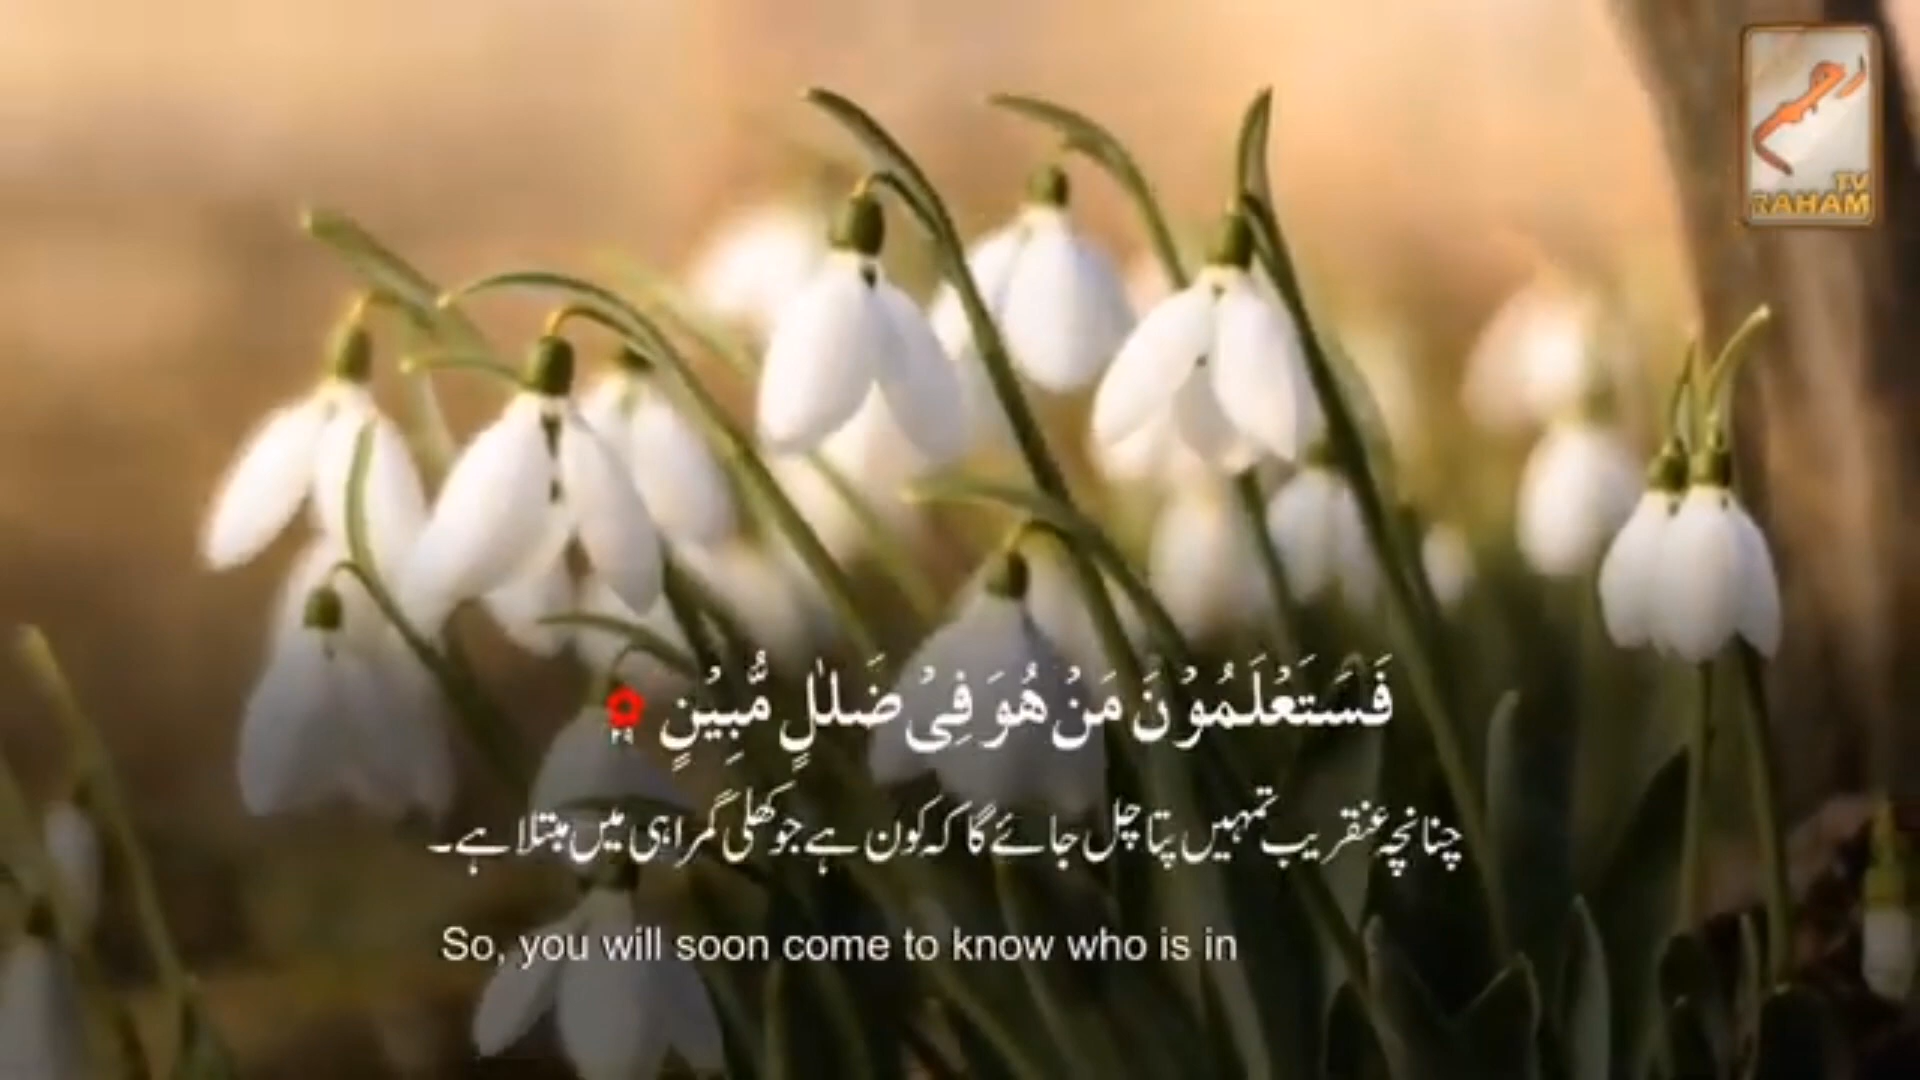 رحم
TV
RAHAM
فَسَتَعۡلَمُوۡنَ مَنۡ هُوَ فِىۡ ضَلٰلٍ مُّبِيۡنٍ
چنانچہ عنقریب تمہیں پتا چل جائے گا کہ کون ہے جو کھلی گمراہی میں مبتلا ہے۔
So, you will soon come to know who is in